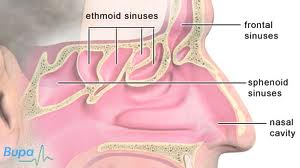 ethmoid sinuses
frontal
sinuses
sphenoid
sinuses
nasal
cavity
Bupa